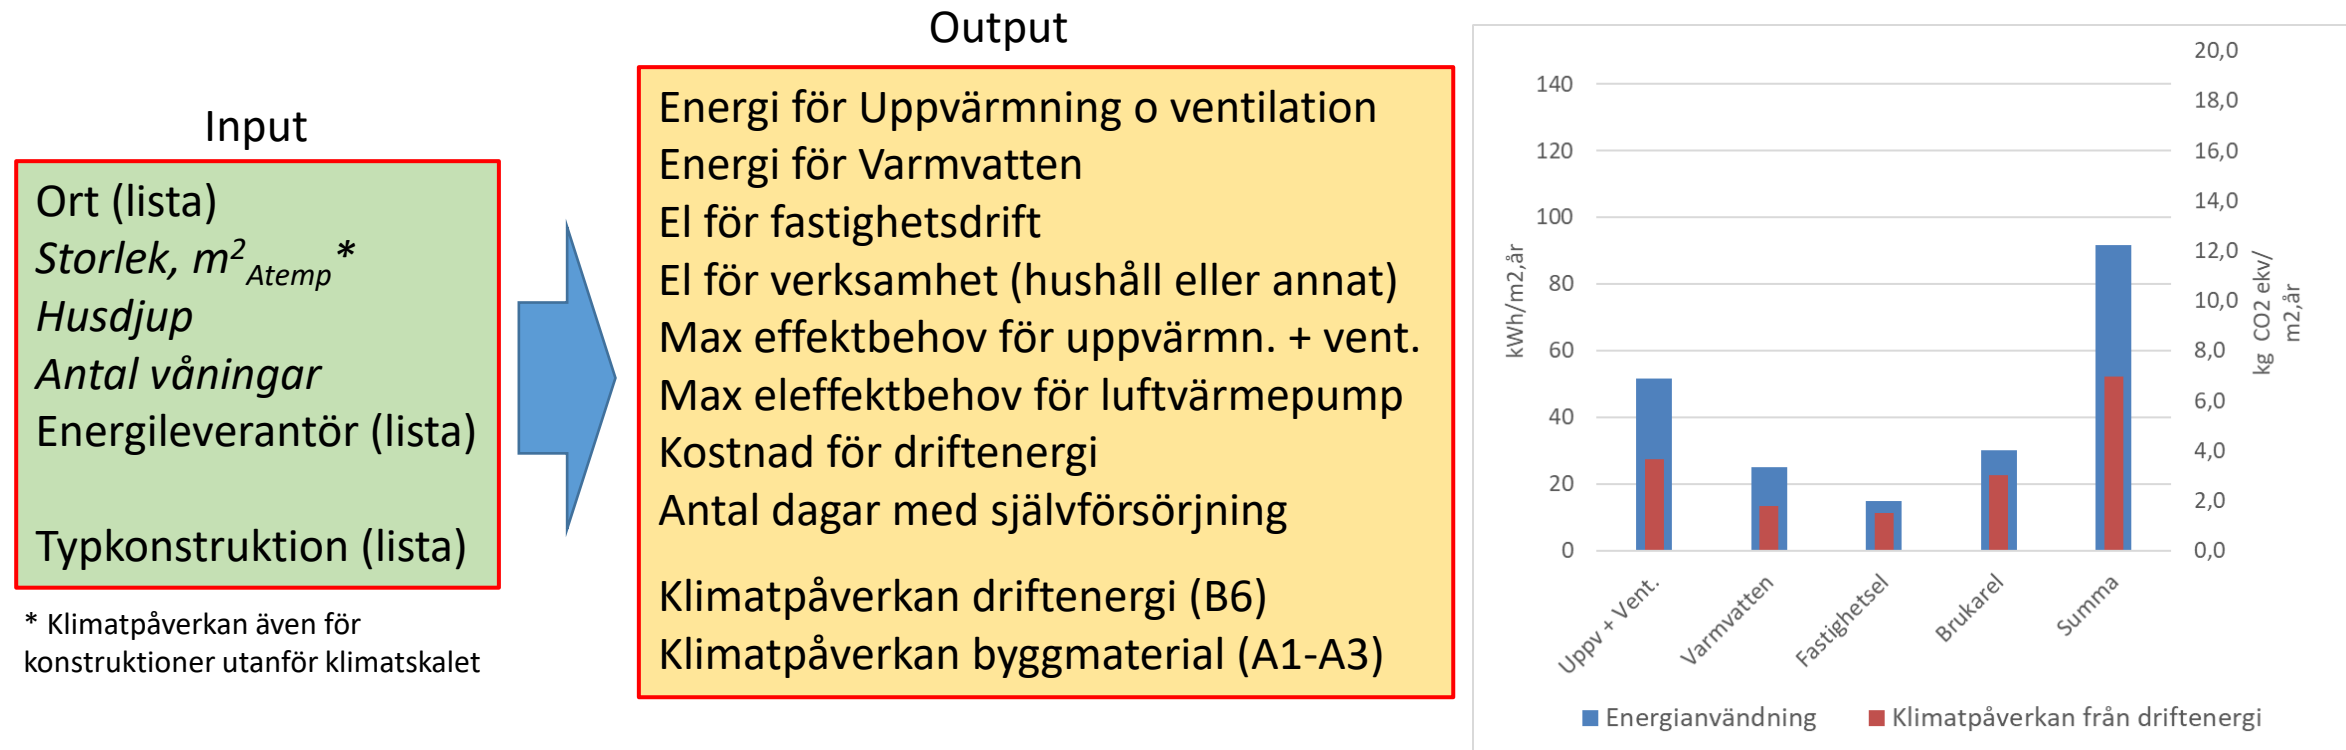 Input
Ort (lista)
Storlek, m²Atemp*
Husdjup
Antal våningar
Energileverantör (lista)
Typkonstruktion (lista)
* Klimatpåverkan även för
konstruktioner utanför klimatskalet
Output
Energi för Uppvärmning o ventilation
Energi för Varmvatten
El för fastighetsdrift
El för verksamhet (hushåll eller annat)
Max effektbehov för uppvärmn. + vent.
Max eleffektbehov för luftvärmepump
Kostnad för driftenergi
Antal dagar med självförsörjning
Klimatpåverkan driftenergi (B6)
Klimatpåverkan byggmaterial (A1-A3)
kWh/m2,år
140
120
100
80
60
40
20
0
20,0
18,0
16,0
14,0
12,0
10,0
8,0
6,0
4,0
2,0
0,0
kg CO2 ekv/
m2,år
Uppv + Vent.
Varmvatten
Fastighetsel
Brukarel
Summa
Energianvändning
Klimatpåverkan från driftenergi